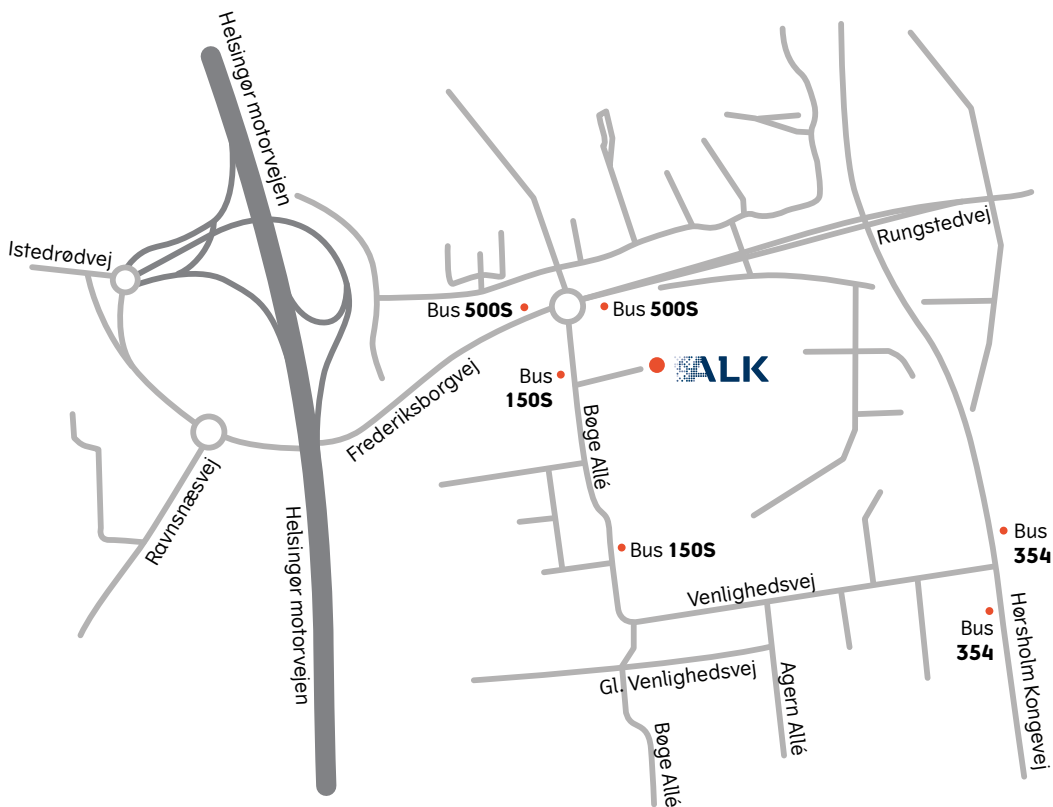 Helsingør motorvejen
Istedrødvej
Rungstedvej
Bus 500S
Bus 500S
ALK
Bus
150S
Frederiksborgvej
Bøge Allé
Ravnsnæsvej
Helsingør motorvejen
Bus 150S
Bus
354
Venlighedsvej
Hørsholm Kongevej
Bus
354
Gl. Venlighedsvej
Agern Allé
Bøge Allé